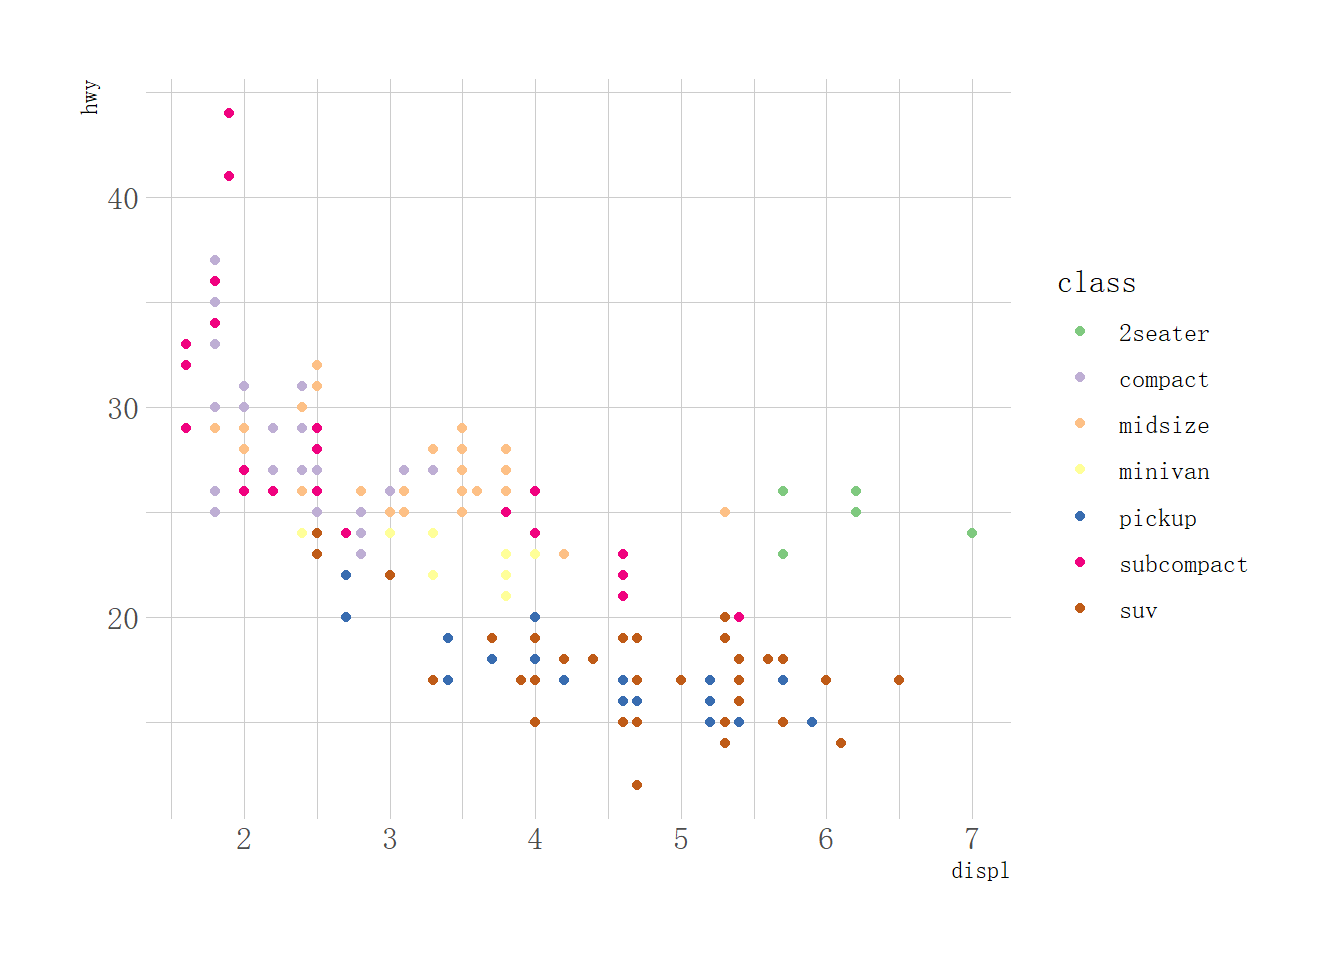 hwy
40
30
20
2 3 4 5 6 7
displ
class
2seater
compact
midsize
minivan
pickup
subcompact
suv